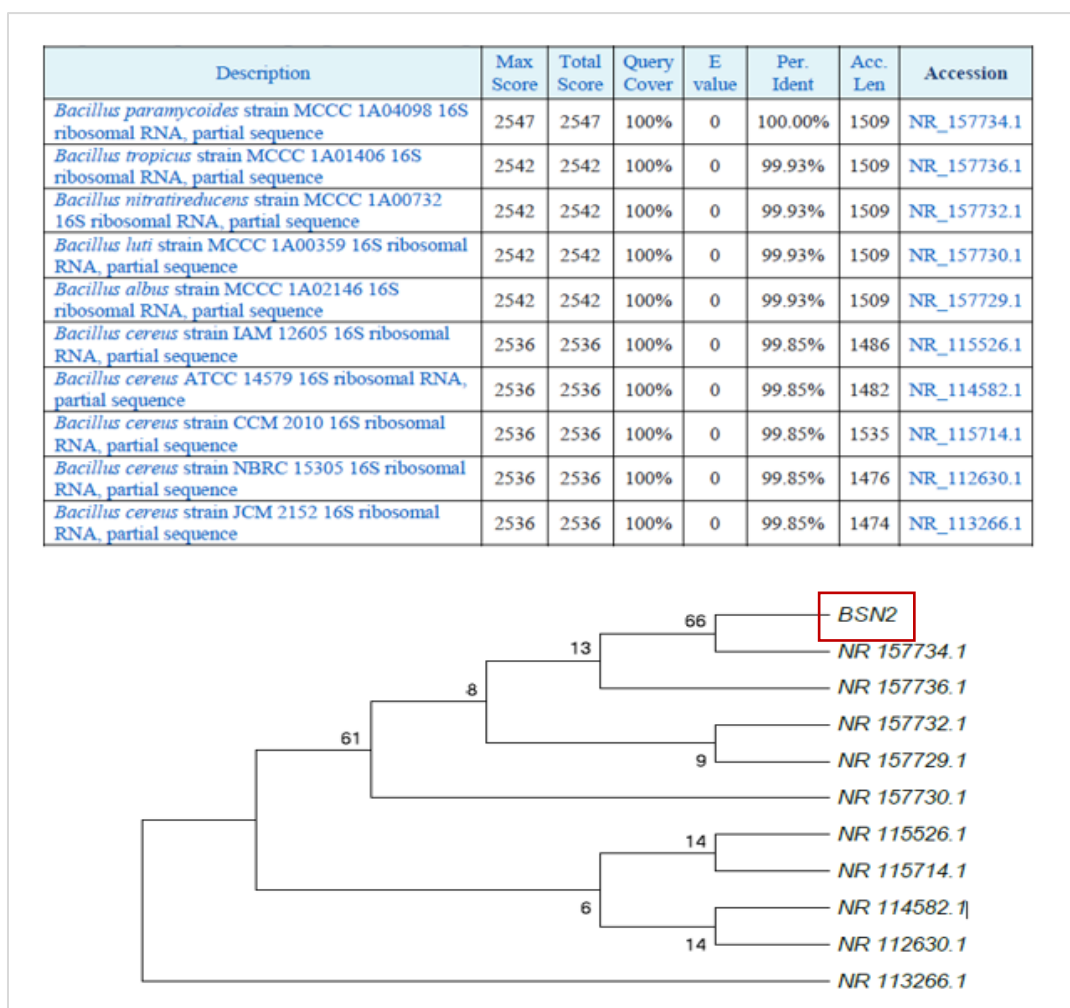 Description
Max Score
Total Score
Query Cover
E value
Per. Ident
Acc. Len
Accession
Bacillus paramycoides strain MCCC 1A04098 16S
ribosomal RNA, partial sequence
2547 2547 100% 0 100.00% 1509 NR_157734.1
Bacillus tropicus strain MCCC 1A01406 16S
ribosomal RNA, partial sequence
2542 2542 100% 0 99.93% 1509 NR_157736.1
Bacillus nitratireducens strain MCCC 1A00732
16S ribosomal RNA, partial sequence
2542 2542 100% 0 99.93% 1509 NR_157732.1
Bacillus luti strain MCCC 1A00359 16S ribosomal
RNA, partial sequence
2542 2542 100% 0 99.93% 1509 NR_157730.1
Bacillus albus strain MCCC 1A02146 16S
ribosomal RNA, partial sequence
2542 2542 100% 0 99.93% 1509 NR_157729.1
Bacillus cereus strain IAM 12605 16S ribosomal
RNA, partial sequence
2536 2536 100% 0 99.85% 1486 NR_115526.1
Bacillus cereus ATCC 14579 16S ribosomal RNA,
partial sequence
2536 2536 100% 0 99.85% 1482 NR_114582.1
Bacillus cereus strain CCM 2010 16S ribosomal
RNA, partial sequence
2536 2536 100% 0 99.85% 1535 NR_115714.1
Bacillus cereus strain NBRC 15305 16S ribosomal
RNA, partial sequence
2536 2536 100% 0 99.85% 1476 NR_112630.1
Bacillus cereus strain JCM 2152 16S ribosomal
RNA, partial sequence
2536 2536 100% 0 99.85% 1474 NR_113266.1
BSN2
66
NR 157734.1
13
NR 157736.1
8
NR 157732.1
61
9
NR 157729.1
NR 157730.1
NR 115526.1
14
NR 115714.1
6
NR 114582.1
14
NR 112630.1
NR 113266.1